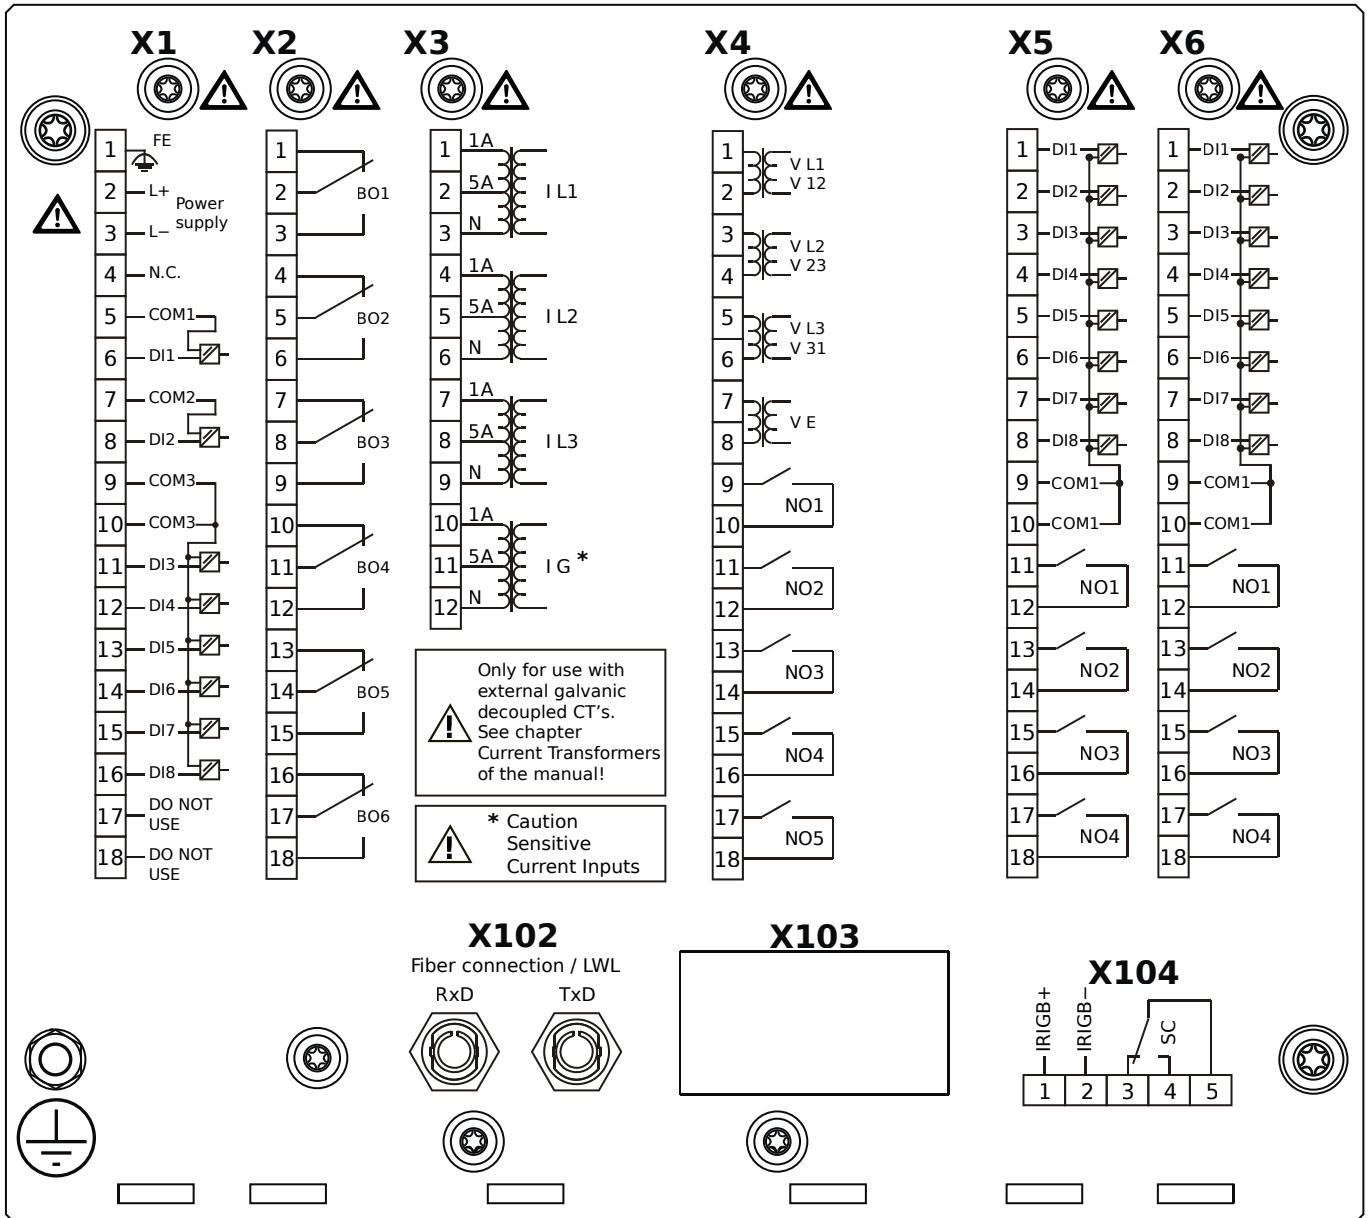 X1 X2 X3 X4 X5 X6
1 FE
2 L+
Power
supply
3 L−
4 N.C.
5 COM1
6 DI1
7 COM2
8 DI2
9 COM3
10 COM3
11 DI3
12 DI4
13 DI5
14 DI6
15 DI7
16 DI8
17 DO NOT
USE
18 DO NOT
USE
1
2 BO1
3
4
5 BO2
6
7
8 BO3
9
10
11 BO4
12
13
14 BO5
15
16
17 BO6
18
1 1A
2 5A I L1
3 N
4 1A
5 5A I L2
6 N
7 1A
8 5A I L3
9 N
10 1A
11 5A I G *
12 N
Only for use with
external galvanic
decoupled CT's.
See chapter
Current Transformers
of the manual!
* Caution
Sensitive
Current Inputs
1 V L1
2 V 12
3 V L2
4 V 23
5 V L3
6 V 31
7 V E
8
9
NO1
10
11
NO2
12
13
NO3
14
15
NO4
16
17
NO5
18
1 DI1
2 DI2
3 DI3
4 DI4
5 DI5
6 DI6
7 DI7
8 DI8
9 COM1
10 COM1
11
NO1
12
13
NO2
14
15
NO3
16
17
NO4
18
1 DI1
2 DI2
3 DI3
4 DI4
5 DI5
6 DI6
7 DI7
8 DI8
9 COM1
10 COM1
11
NO1
12
13
NO2
14
15
NO3
16
17
NO4
18
X102
Fiber connection / LWL
RxD TxD
X103
X104
IRIGB+
IRIGB−
SC
1 2 3 4 5